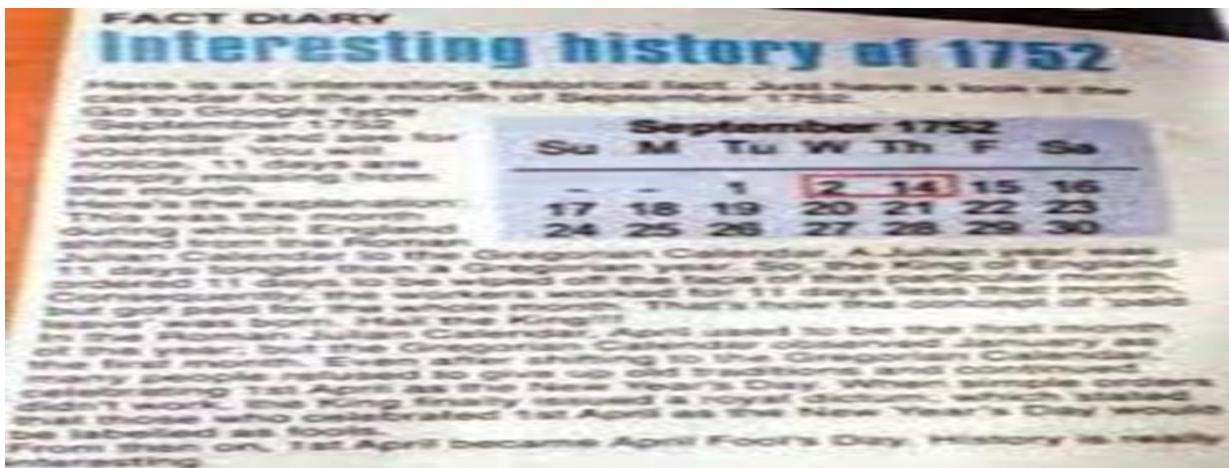 FACT DIARY
Interesting history of 1752
Here is an interesting historical fact. Just have a look at the
calendar for the month of September 1752.
Go to Google type
"September 1752
calendar" and see for
yourself. You will
notice, 11 days are
simply missing from
the month.
Here's the explanation:
This was the month
during which England
shifted from the Roman
September 1752
Su M Tu W Th F Sa
- - 1 2 14 15 16
17 18 19 20 21 22 23
24 25 26 27 28 29 30
Julian Calendar to the Gregorian Calendar. A Julian year was
11 days longer than a Gregorian year. So, the King of England
ordered 11 days to be wiped off the face of that particular month.
Consequently, the workers worked for 11 days less that month,
but got paid for the whole month. That's how the concept of "paid
leave" was born. Hail the King!!!
In the Roman Julian Calendar, April used to be the first month
of the year; but the Gregorian Calendar observed January as
the first month. Even after shifting to the Gregorian Calendar,
many people refused to give up old traditions and continued
celebrating 1st April as the New Year's Day. When simple orders
didn't work, the King finally issued a royal dictum; which stated
that those who celebrated 1st April as the New Year's Day would
be labelled as fools.
From then on, 1st April became April Fool's Day. History is really
interesting.